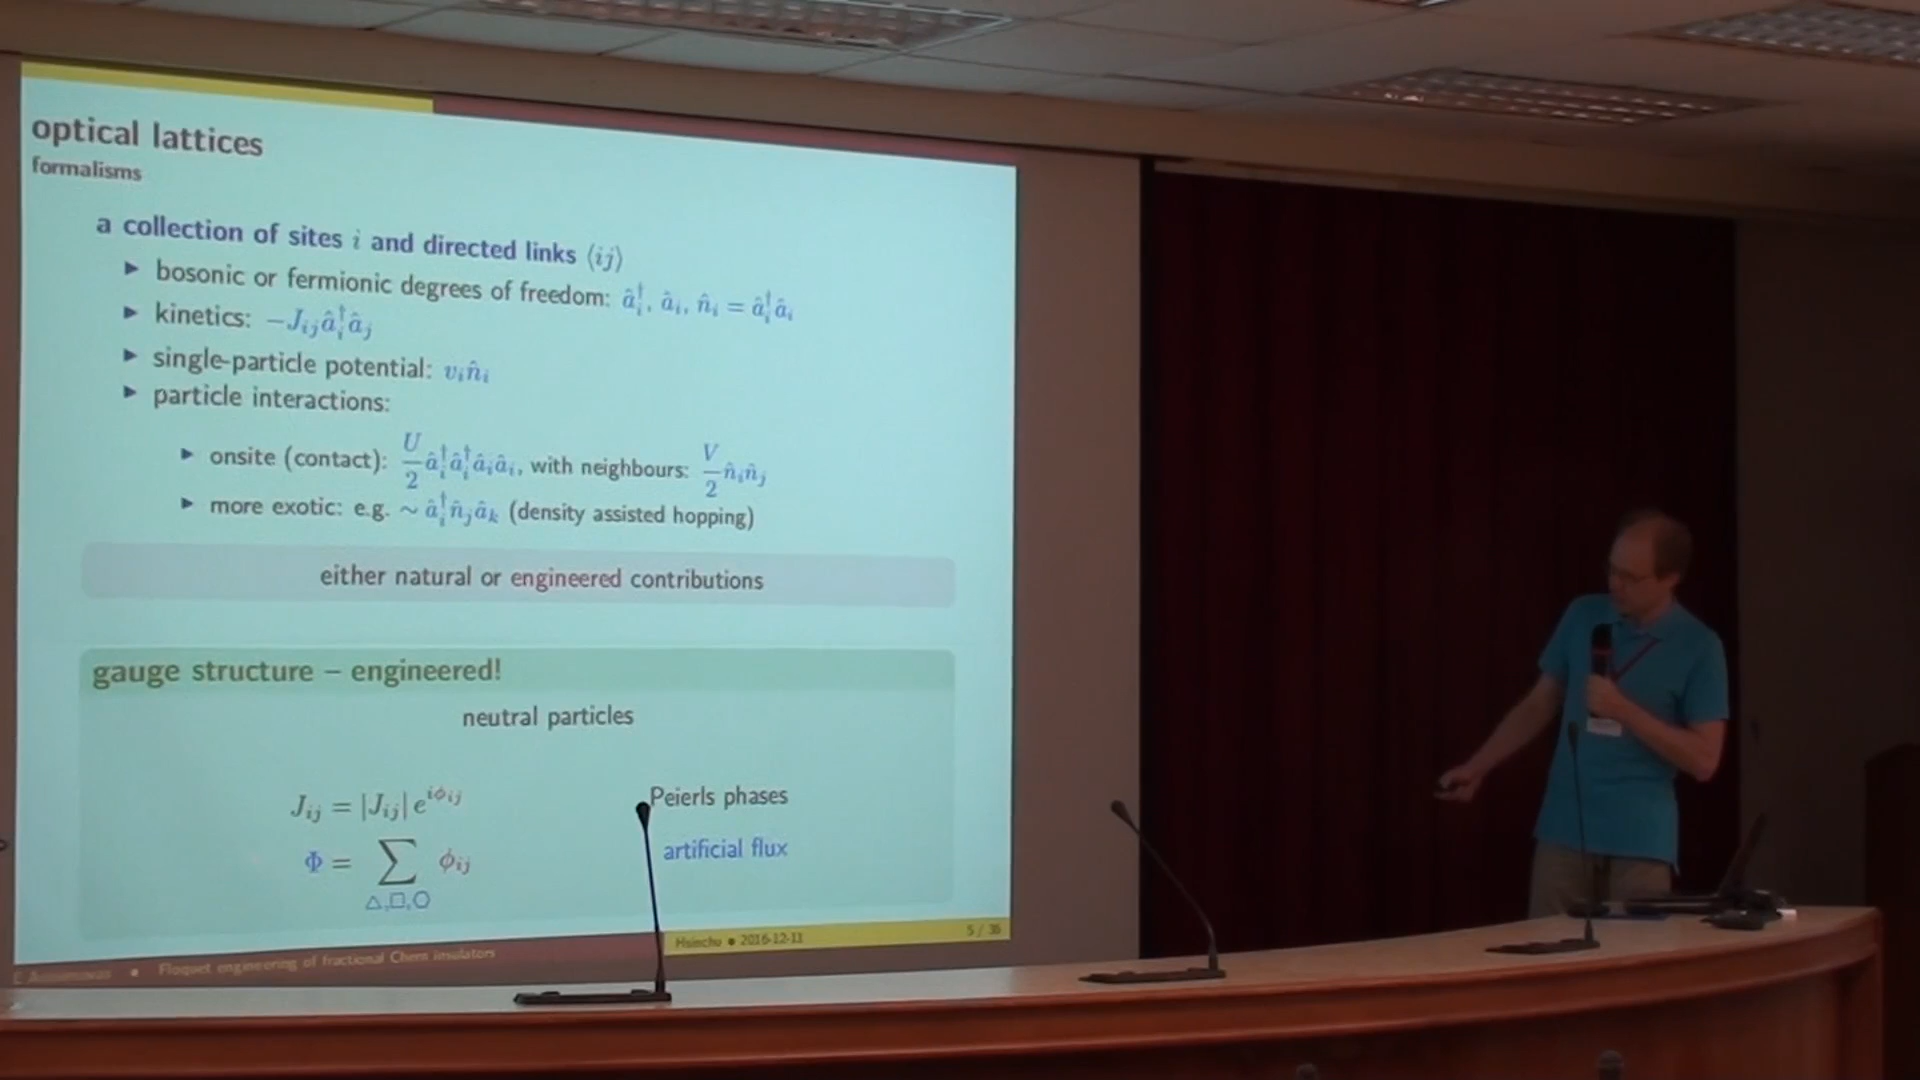 optical lattices
formalisms
a collection of sites i and directed links ⟨ij⟩
▶ bosonic or fermionic degrees of freedom: â†ᵢ, âᵢ, n̂ᵢ = â†ᵢâᵢ
▶ kinetics: −Jᵢⱼâ†ᵢâⱼ
▶ single-particle potential: vᵢn̂ᵢ
▶ particle interactions:
▶ onsite (contact): U/2 â†ᵢâ†ᵢâᵢâᵢ, with neighbours: V/2 n̂ᵢn̂ⱼ
▶ more exotic: e.g. ∼ â†ᵢn̂ⱼâₖ (density assisted hopping)
either natural or engineered contributions
gauge structure – engineered!
neutral particles
Jᵢⱼ = |Jᵢⱼ| e^{iϕᵢⱼ} Peierls phases
Φ = ∑_{△,□,○} ϕᵢⱼ artificial flux
Hsinchu • 2016-12-11 5 / 36
• Floquet engineering of fractional Chern insulators